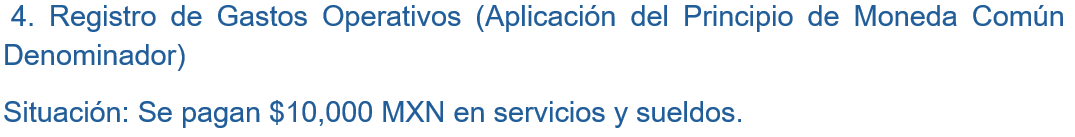 4. Registro de Gastos Operativos (Aplicación del Principio de Moneda Común
Denominador)
Situación: Se pagan $10,000 MXN en servicios y sueldos.